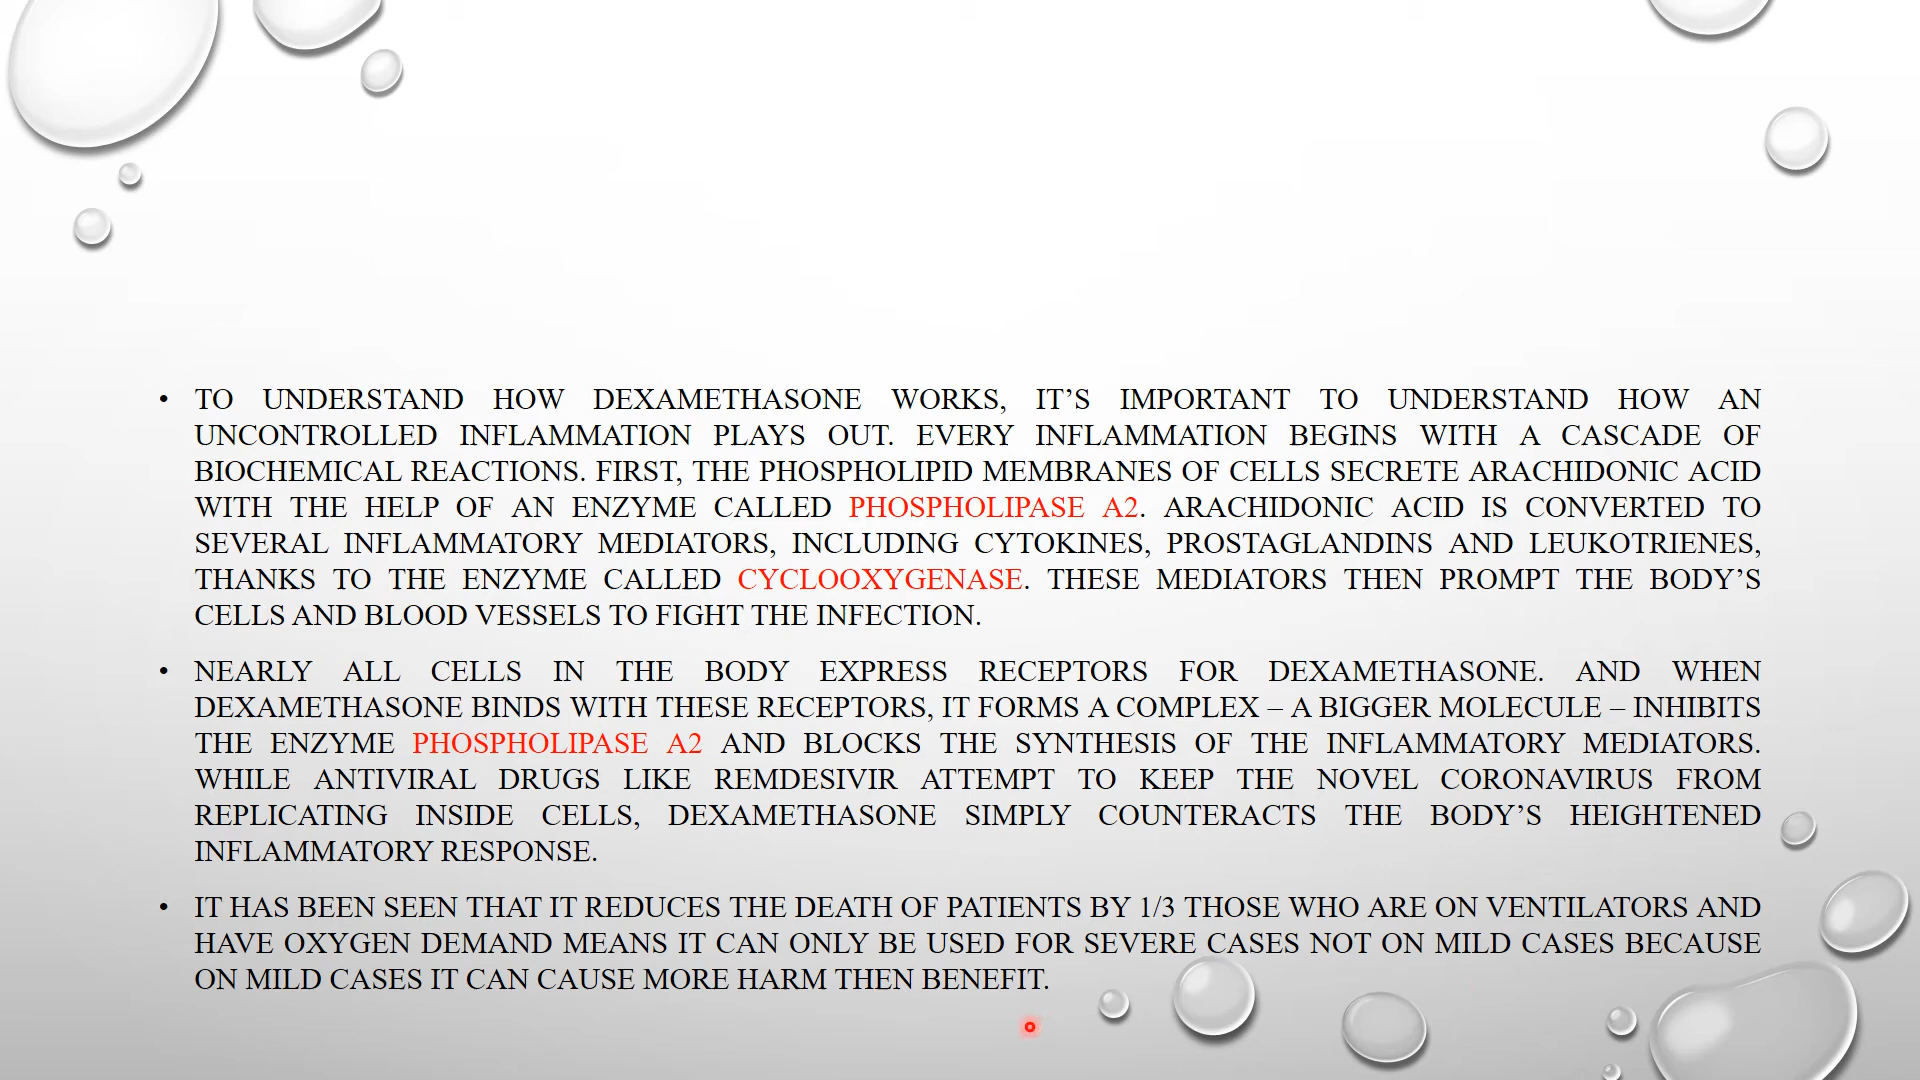 • TO UNDERSTAND HOW DEXAMETHASONE WORKS, IT’S IMPORTANT TO UNDERSTAND HOW AN
UNCONTROLLED INFLAMMATION PLAYS OUT. EVERY INFLAMMATION BEGINS WITH A CASCADE OF
BIOCHEMICAL REACTIONS. FIRST, THE PHOSPHOLIPID MEMBRANES OF CELLS SECRETE ARACHIDONIC ACID
WITH THE HELP OF AN ENZYME CALLED PHOSPHOLIPASE A2. ARACHIDONIC ACID IS CONVERTED TO
SEVERAL INFLAMMATORY MEDIATORS, INCLUDING CYTOKINES, PROSTAGLANDINS AND LEUKOTRIENES,
THANKS TO THE ENZYME CALLED CYCLOOXYGENASE. THESE MEDIATORS THEN PROMPT THE BODY’S
CELLS AND BLOOD VESSELS TO FIGHT THE INFECTION.
• NEARLY ALL CELLS IN THE BODY EXPRESS RECEPTORS FOR DEXAMETHASONE. AND WHEN
DEXAMETHASONE BINDS WITH THESE RECEPTORS, IT FORMS A COMPLEX – A BIGGER MOLECULE – INHIBITS
THE ENZYME PHOSPHOLIPASE A2 AND BLOCKS THE SYNTHESIS OF THE INFLAMMATORY MEDIATORS.
WHILE ANTIVIRAL DRUGS LIKE REMDESIVIR ATTEMPT TO KEEP THE NOVEL CORONAVIRUS FROM
REPLICATING INSIDE CELLS, DEXAMETHASONE SIMPLY COUNTERACTS THE BODY’S HEIGHTENED
INFLAMMATORY RESPONSE.
• IT HAS BEEN SEEN THAT IT REDUCES THE DEATH OF PATIENTS BY 1/3 THOSE WHO ARE ON VENTILATORS AND
HAVE OXYGEN DEMAND MEANS IT CAN ONLY BE USED FOR SEVERE CASES NOT ON MILD CASES BECAUSE
ON MILD CASES IT CAN CAUSE MORE HARM THEN BENEFIT.